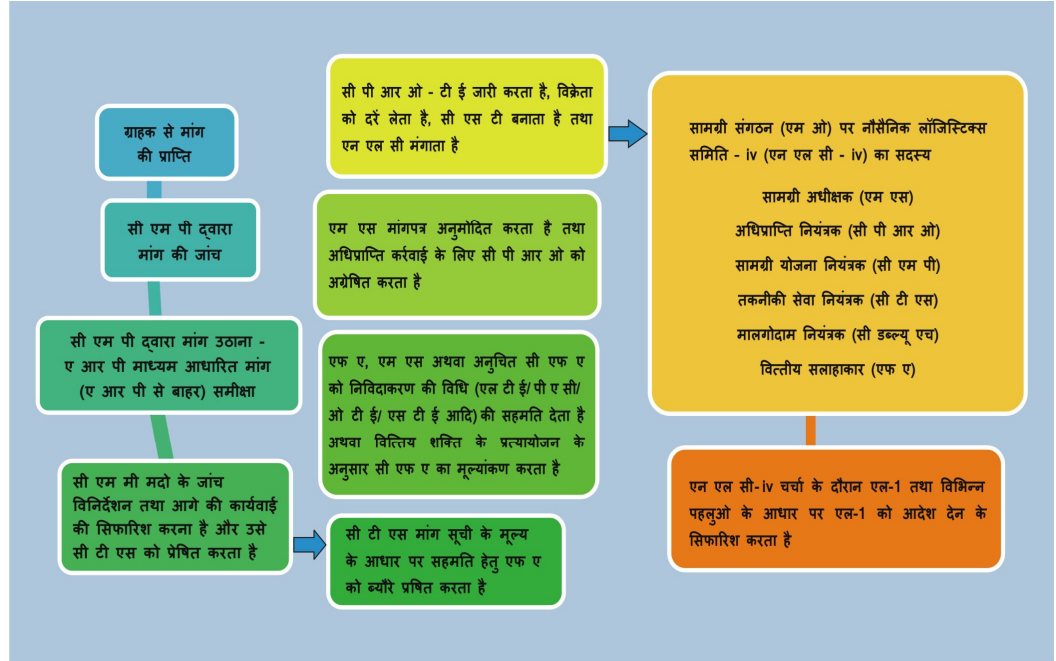 ग्राहक से मांग
की प्राप्ति
सी एम पी द्वारा
मांग की जांच
सी एम पी द्वारा मांग उठाना -
ए आर पी माध्यम आधारित मांग
(ए आर पी से बाहर) समीक्षा
सी एम मी मदो के जांच
विनिर्देशन तथा आगे की कार्यवाई
की सिफारिश करना है और उसे
सी टी एस को प्रेषित करता है
सी टी एस मांग सूची के मूल्य
के आधार पर सहमति हेतु एफ ए
को ब्यौरे प्रषित करता है
एफ ए, एम एस अथवा अनुचित सी एफ ए
को निविदाकरण की विधि (एल टी ई/ पी ए सी/
ओ टी ई/ एस टी ई आदि) की सहमति देता है
अथवा वित्तिय शक्ति के प्रत्यायोजन के
अनुसार सी एफ ए का मूल्यांकण करता है
एम एस मांगपत्र अनुमोदित करता है तथा
अधिप्राप्ति कर्रवाई के लिए सी पी आर ओ को
अग्रेषित करता है
सी पी आर ओ - टी ई जारी करता है, विक्रेता
को दरें लेता है, सी एस टी बनाता है तथा
एन एल सी मंगाता है
सामग्री संगठन (एम ओ) पर नौसैनिक लॉजिस्टिक्स
समिति - iv (एन एल सी - iv) का सदस्य
सामग्री अधीक्षक (एम एस)
अधिप्राप्ति नियंत्रक (सी पी आर ओ)
सामग्री योजना नियंत्रक (सी एम पी)
तकनीकी सेवा नियंत्रक (सी टी एस)
मालगोदाम नियंत्रक (सी डब्ल्यू एच)
वित्तीय सलाहकार (एफ ए)
एन एल सी-iv चर्चा के दौरान एल-1 तथा विभिन्न
पहलुओ के आधार पर एल-1 को आदेश देन के
सिफारिश करता है